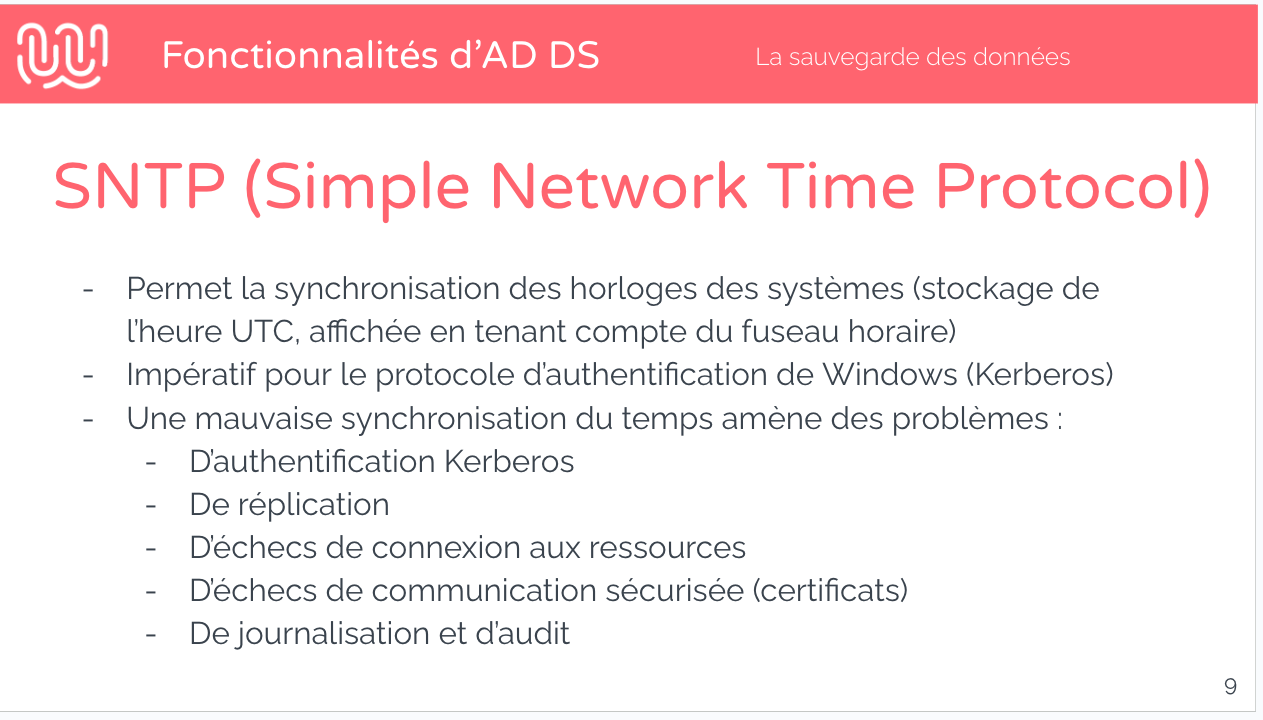 Fonctionnalités d’AD DS
La sauvegarde des données
SNTP (Simple Network Time Protocol)
- Permet la synchronisation des horloges des systèmes (stockage de
l’heure UTC, affichée en tenant compte du fuseau horaire)
- Impératif pour le protocole d’authentification de Windows (Kerberos)
- Une mauvaise synchronisation du temps amène des problèmes :
- D’authentification Kerberos
- De réplication
- D’échecs de connexion aux ressources
- D’échecs de communication sécurisée (certificats)
- De journalisation et d’audit
9